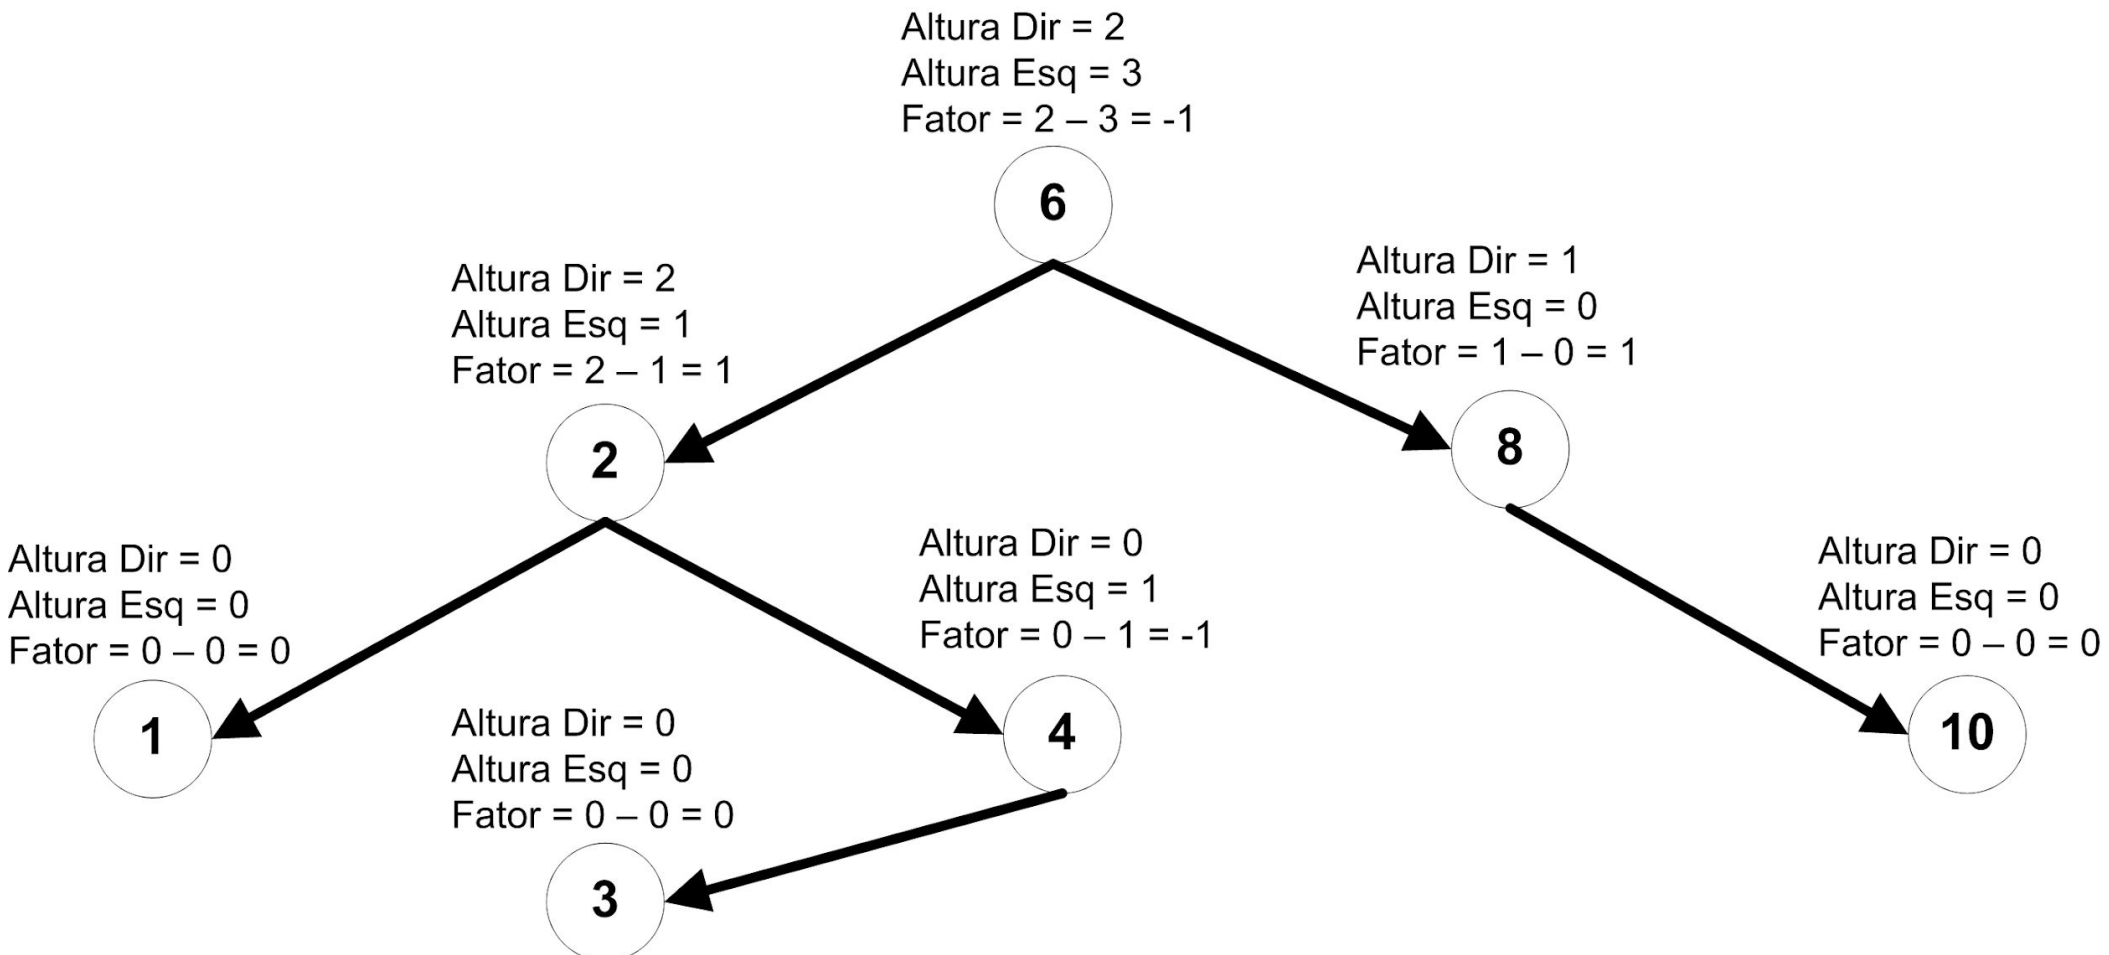 Altura Dir = 2
Altura Esq = 3
Fator = 2 – 3 = -1
6
Altura Dir = 2
Altura Esq = 1
Fator = 2 – 1 = 1
2
Altura Dir = 1
Altura Esq = 0
Fator = 1 – 0 = 1
8
Altura Dir = 0
Altura Esq = 0
Fator = 0 – 0 = 0
1
Altura Dir = 0
Altura Esq = 1
Fator = 0 – 1 = -1
4
Altura Dir = 0
Altura Esq = 0
Fator = 0 – 0 = 0
10
Altura Dir = 0
Altura Esq = 0
Fator = 0 – 0 = 0
3